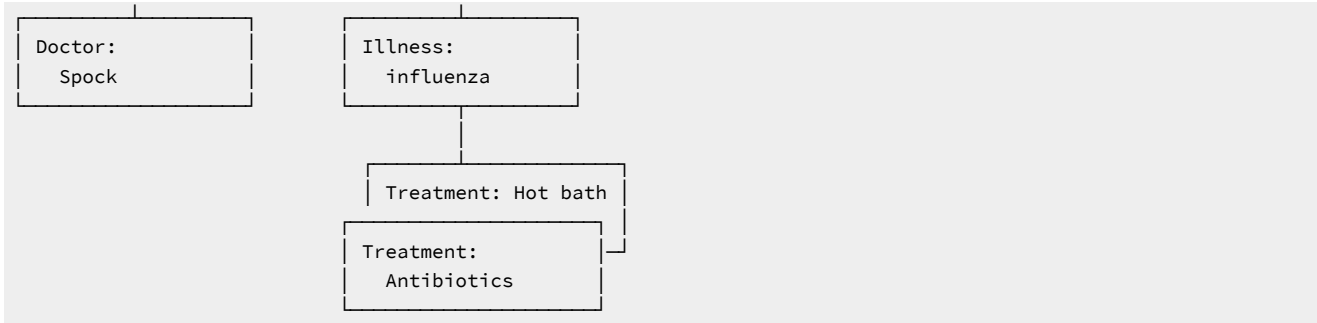 Doctor:
Spock
Illness:
influenza
Treatment: Hot bath
Treatment:
Antibiotics